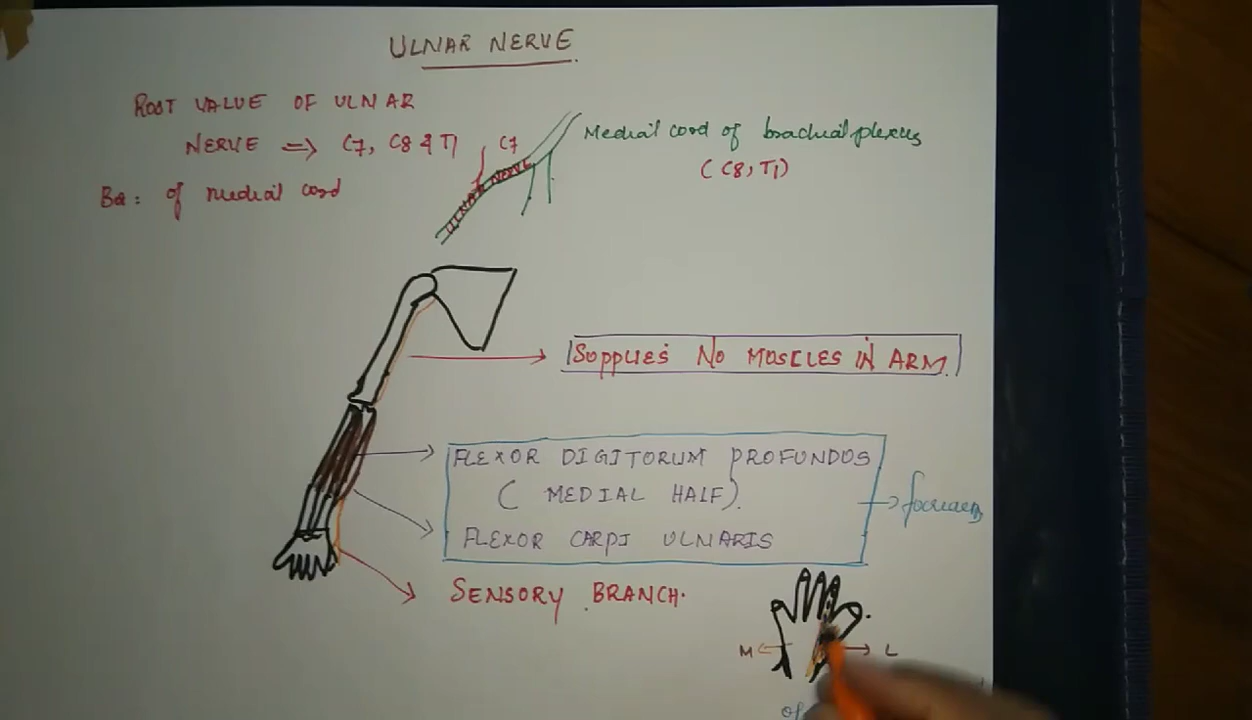 ULNAR NERVE
ROOT VALUE OF ULNAR
NERVE ⇒ C7, C8 & T1
C7
Medial cord of brachial plexus
(C8, T1)
Ba: of medial cord
ULNAR NERVE
SUPPLIES NO MUSCLES IN ARM
FLEXOR DIGITORUM PROFUNDUS
( MEDIAL HALF).
FLEXOR CARPI ULNARIS
forearm
SENSORY BRANCH.
M L
of